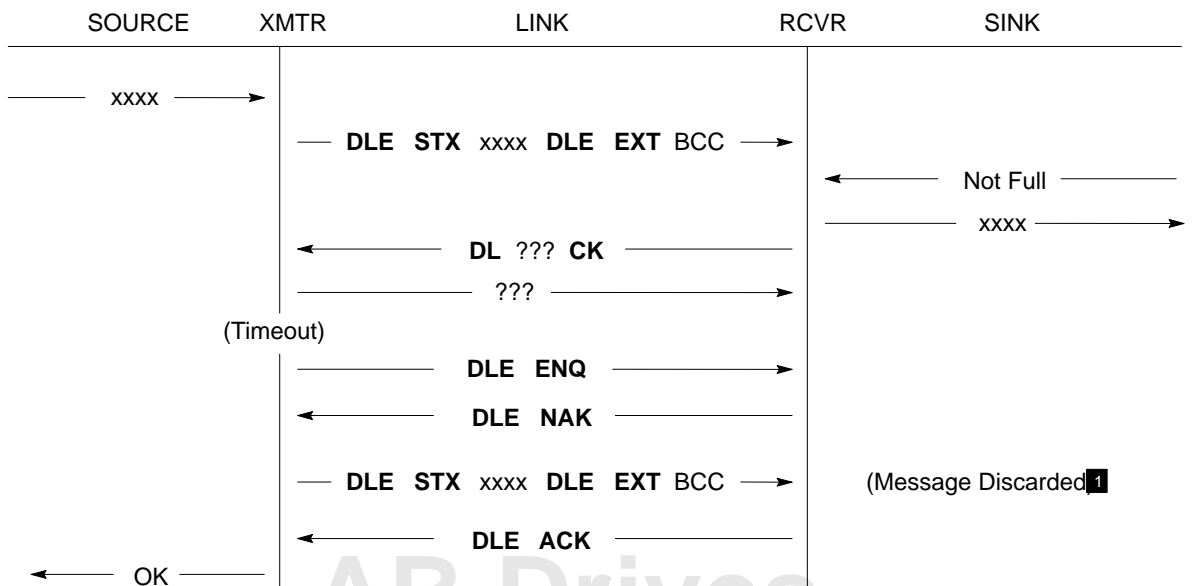 SOURCE XMTR LINK RCVR SINK
xxxx
DLE STX xxxx DLE EXT BCC
Not Full
xxxx
DL ??? CK
???
(Timeout)
DLE ENQ
DLE NAK
DLE STX xxxx DLE EXT BCC (Message Discarded) 1
DLE ACK
OK
AB Drives